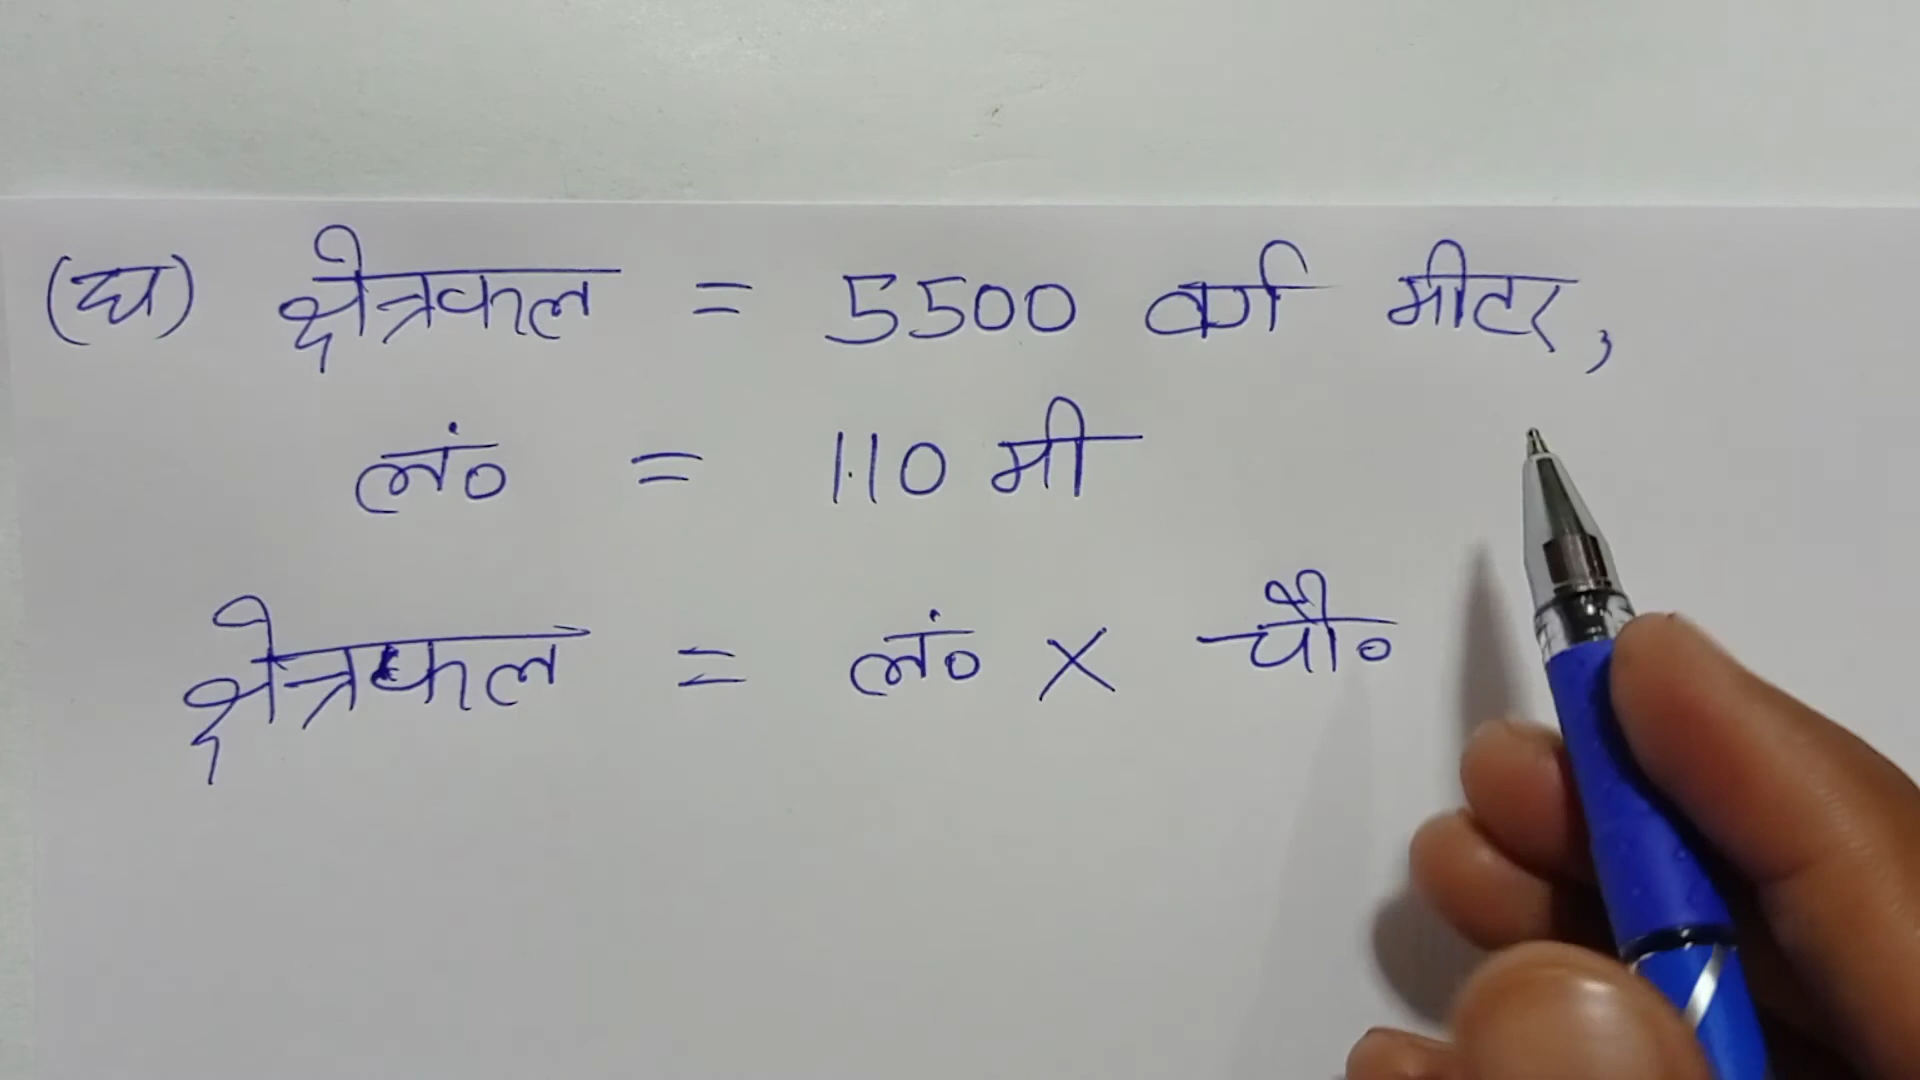 (घ) क्षेत्रफल = 5500 वर्ग मीटर,
लं० = 110 मी
क्षेत्रफल = लं० × चौ०